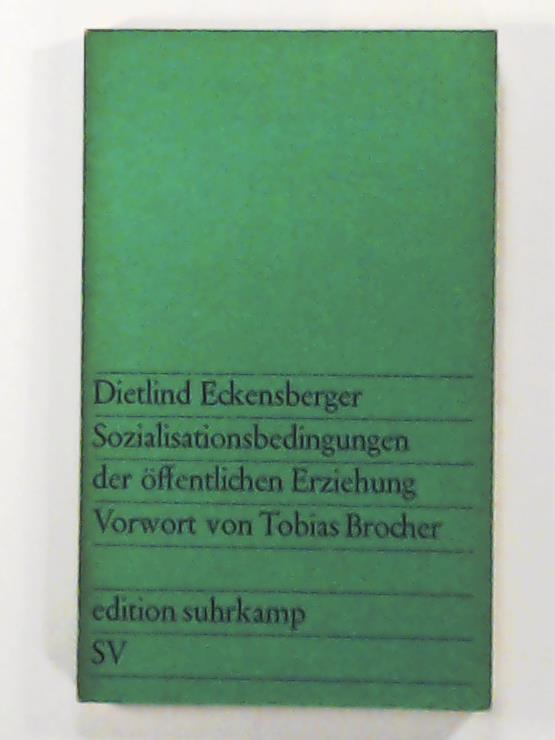 Dietlind Eckensberger
Sozialisationsbedingungen
der öffentlichen Erziehung
Vorwort von Tobias Brocher
edition suhrkamp
SV